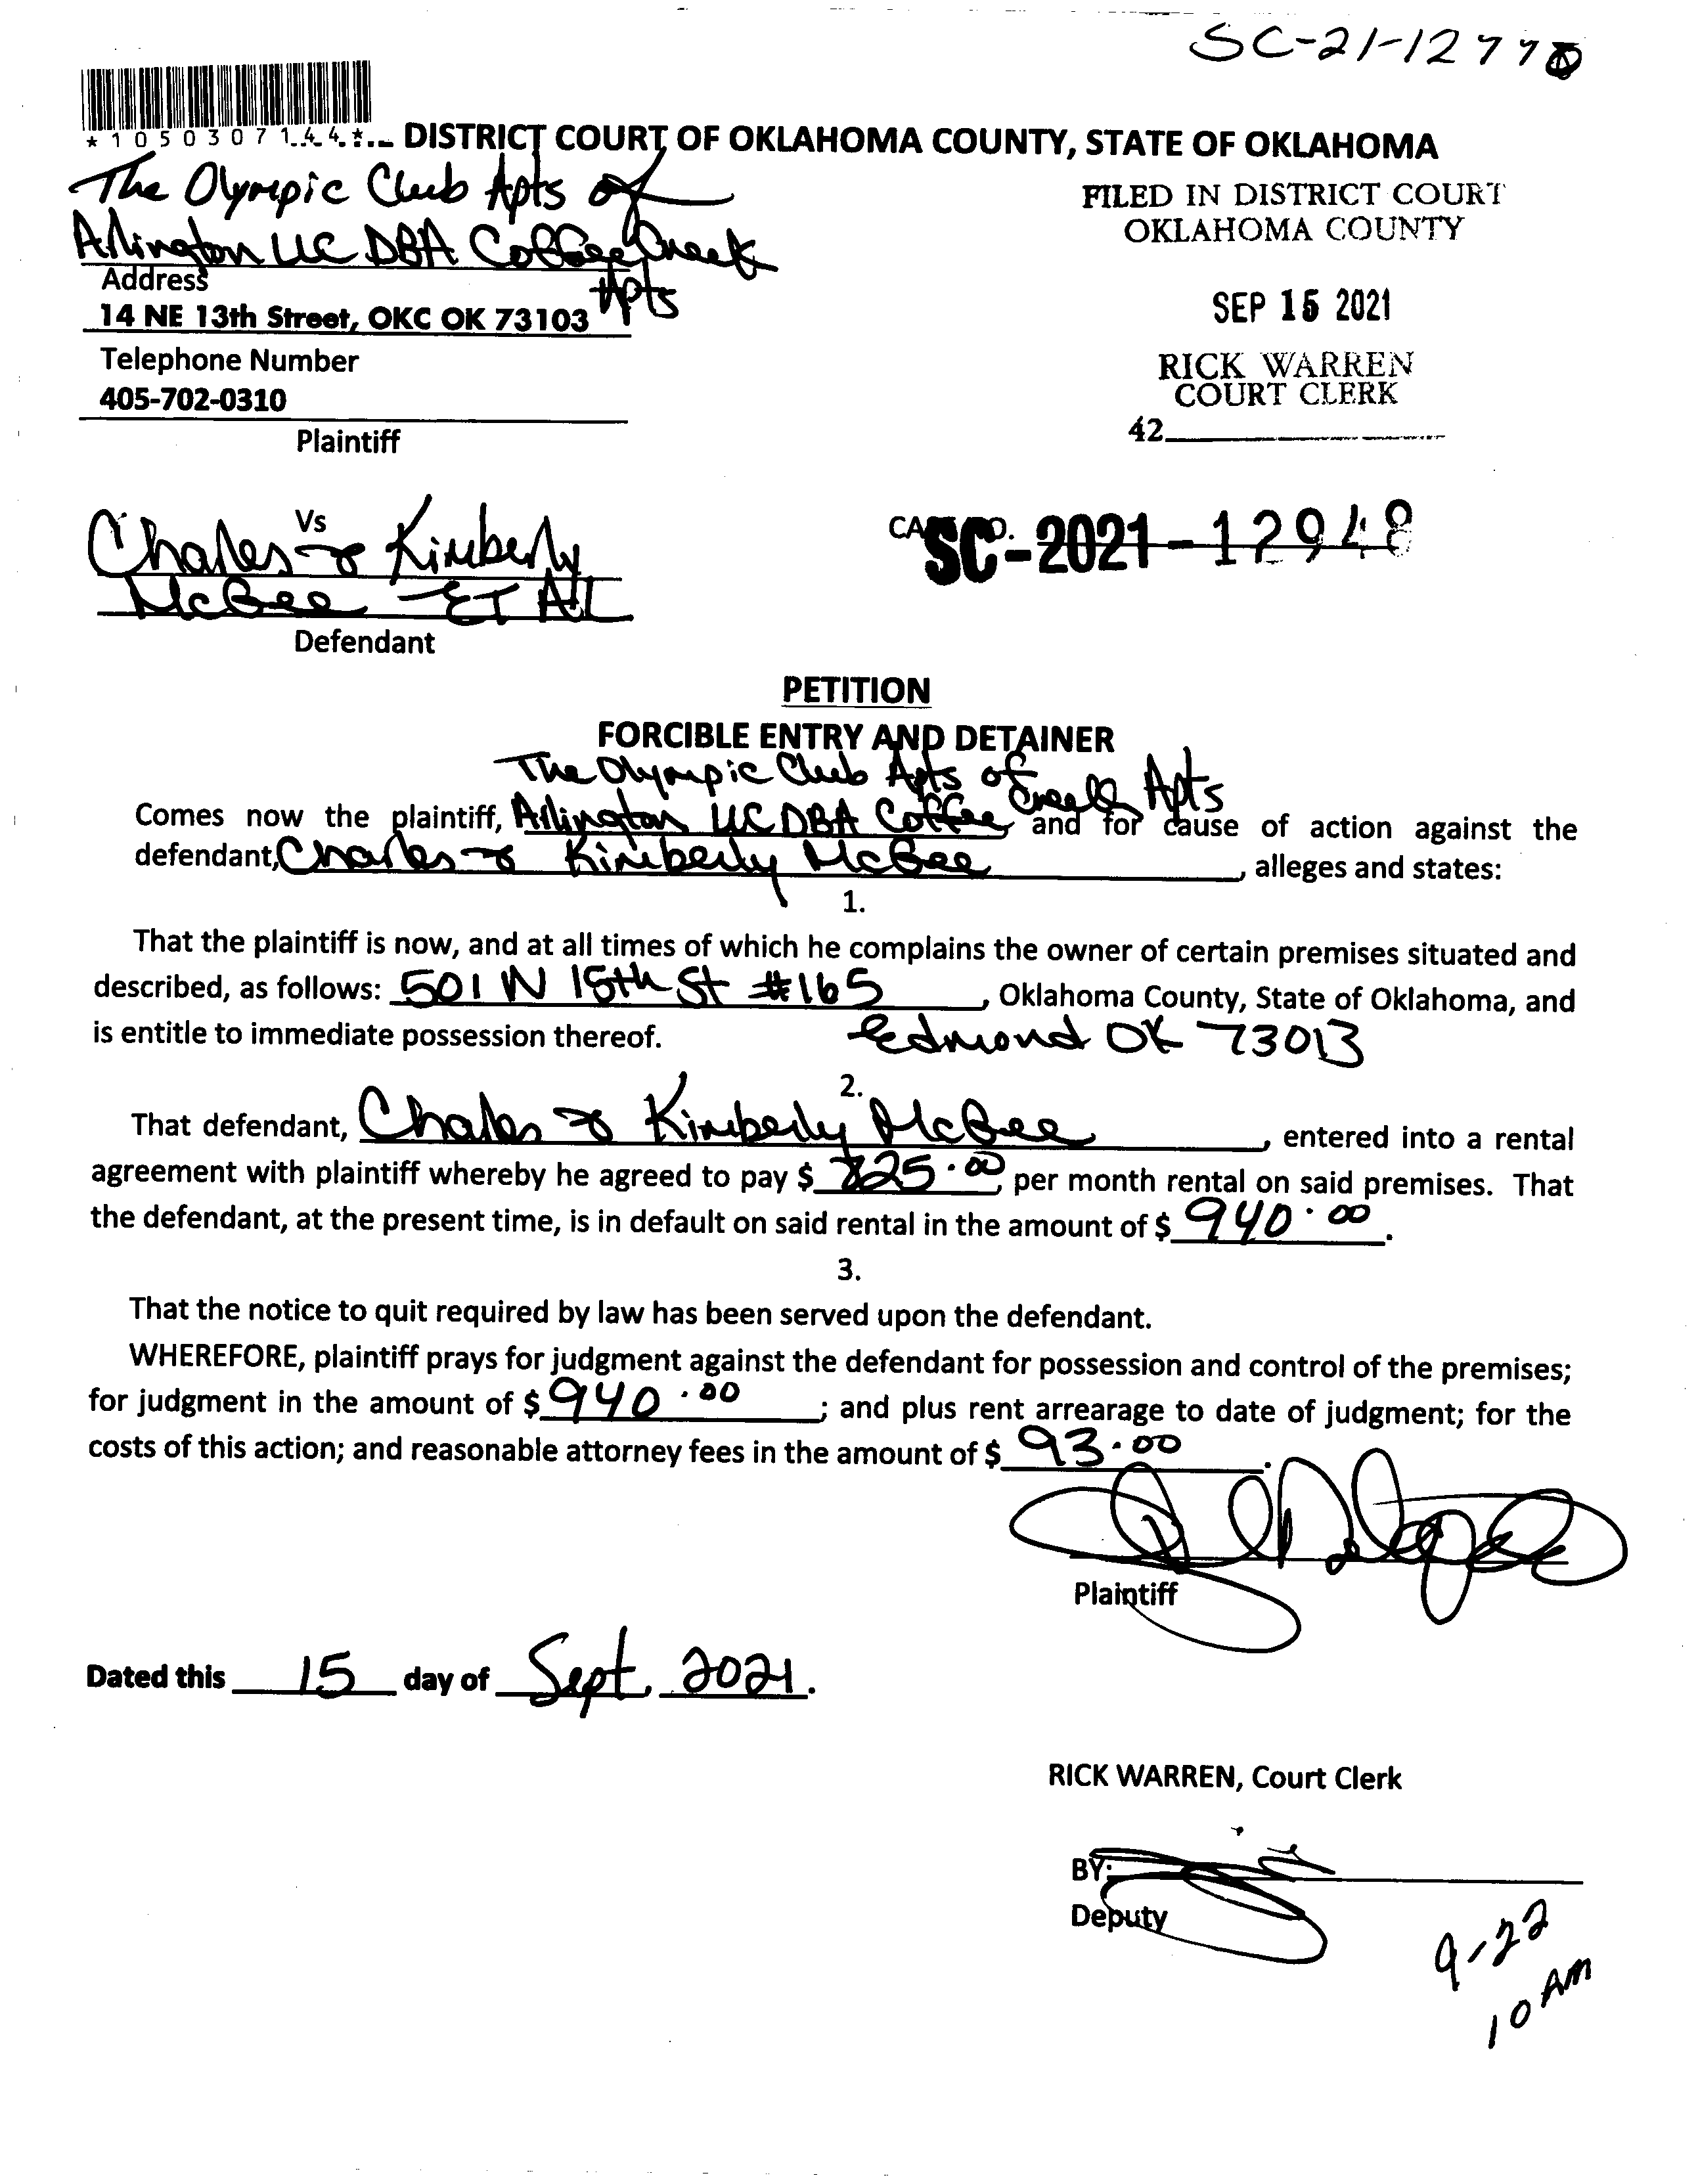 SC-21-1277
*1050307144*
DISTRICT COURT OF OKLAHOMA COUNTY, STATE OF OKLAHOMA
The Olympic Club Apts of
Arlington LLC DBA Coffee Creek
Apts
Address
14 NE 13th Street, OKC OK 73103
Telephone Number
405-702-0310
Plaintiff
FILED IN DISTRICT COURT
OKLAHOMA COUNTY
SEP 15 2021
RICK WARREN
COURT CLERK
42
Vs
Charles & Kimberly
McBee ET AL
Defendant
SC-2021-12948
PETITION
FORCIBLE ENTRY AND DETAINER
The Olympic Club Apts of
Comes now the plaintiff, Arlington LLC DBA Coffee Creek Apts and for cause of action against the
defendant, Charles & Kimberly McBee, alleges and states:
1.
That the plaintiff is now, and at all times of which he complains the owner of certain premises situated and
described, as follows: 501 W 15th St #165, Oklahoma County, State of Oklahoma, and
is entitle to immediate possession thereof. Edmond OK 73013
2.
That defendant, Charles & Kimberly McBee, entered into a rental
agreement with plaintiff whereby he agreed to pay $ 825.00, per month rental on said premises. That
the defendant, at the present time, is in default on said rental in the amount of $ 940.00.
3.
That the notice to quit required by law has been served upon the defendant.
WHEREFORE, plaintiff prays for judgment against the defendant for possession and control of the premises;
for judgment in the amount of $ 940.00; and plus rent arrearage to date of judgment; for the
costs of this action; and reasonable attorney fees in the amount of $ 93.00.
Plaintiff
Dated this 15 day of Sept, 2021.
RICK WARREN, Court Clerk
BY:
Deputy
9-22
10 AM